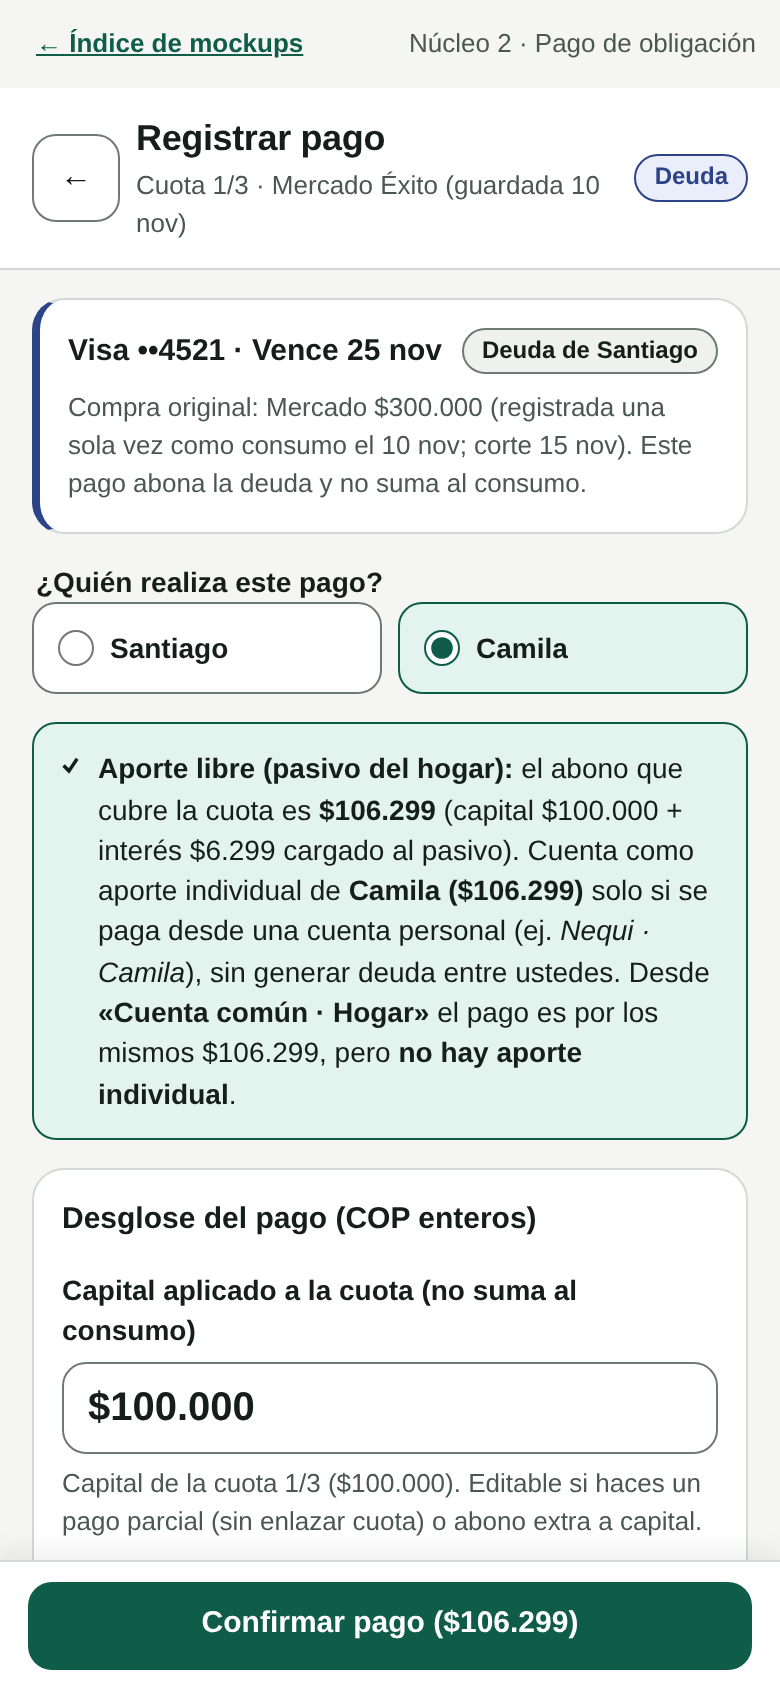 ← Índice de mockups
Núcleo 2 · Pago de obligación
←
Registrar pago
Cuota 1/3 · Mercado Éxito (guardada 10
nov)
Deuda
Visa ••4521 · Vence 25 nov
Deuda de Santiago
Compra original: Mercado $300.000 (registrada una
sola vez como consumo el 10 nov; corte 15 nov). Este
pago abona la deuda y no suma al consumo.
¿Quién realiza este pago?
Santiago
Camila
✓ Aporte libre (pasivo del hogar): el abono que
cubre la cuota es $106.299 (capital $100.000 +
interés $6.299 cargado al pasivo). Cuenta como
aporte individual de Camila ($106.299) solo si se
paga desde una cuenta personal (ej. Nequi ·
Camila), sin generar deuda entre ustedes. Desde
«Cuenta común · Hogar» el pago es por los
mismos $106.299, pero no hay aporte
individual.
Desglose del pago (COP enteros)
Capital aplicado a la cuota (no suma al
consumo)
$100.000
Capital de la cuota 1/3 ($100.000). Editable si haces un
pago parcial (sin enlazar cuota) o abono extra a capital.
Confirmar pago ($106.299)